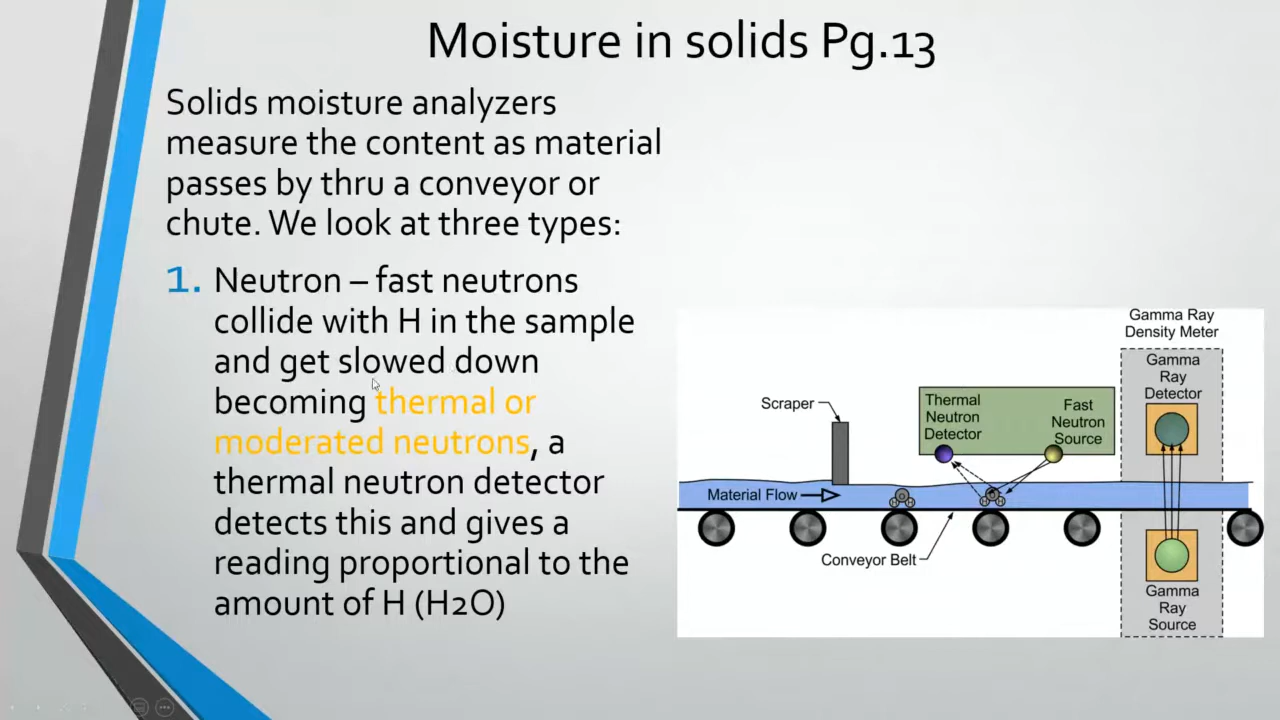 Moisture in solids Pg.13
Solids moisture analyzers
measure the content as material
passes by thru a conveyor or
chute. We look at three types:
1. Neutron – fast neutrons
collide with H in the sample
and get slowed down
becoming thermal or
moderated neutrons, a
thermal neutron detector
detects this and gives a
reading proportional to the
amount of H (H2O)
Gamma Ray
Density Meter
Gamma
Ray
Detector
Scraper
Thermal
Neutron
Detector
Fast
Neutron
Source
Material Flow
H H
H H
Conveyor Belt
Gamma
Ray
Source